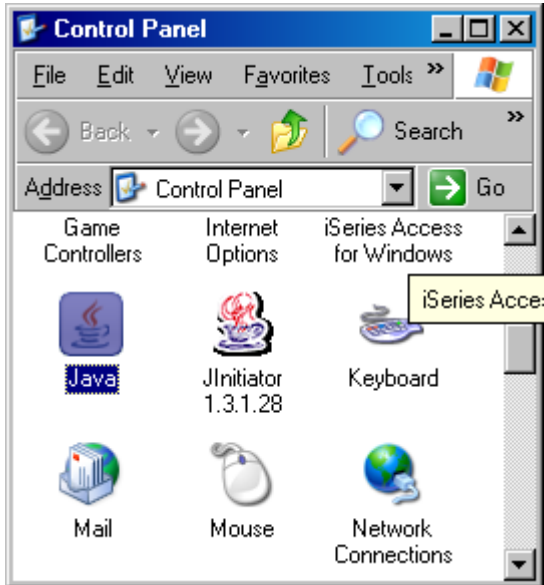 Control Panel
File Edit View Favorites Tools »
Back Search »
Address Control Panel Go
Game Controllers
Internet Options
iSeries Access for Windows
iSeries Acce
Java
JInitiator 1.3.1.28
Keyboard
Mail
Mouse
Network Connections